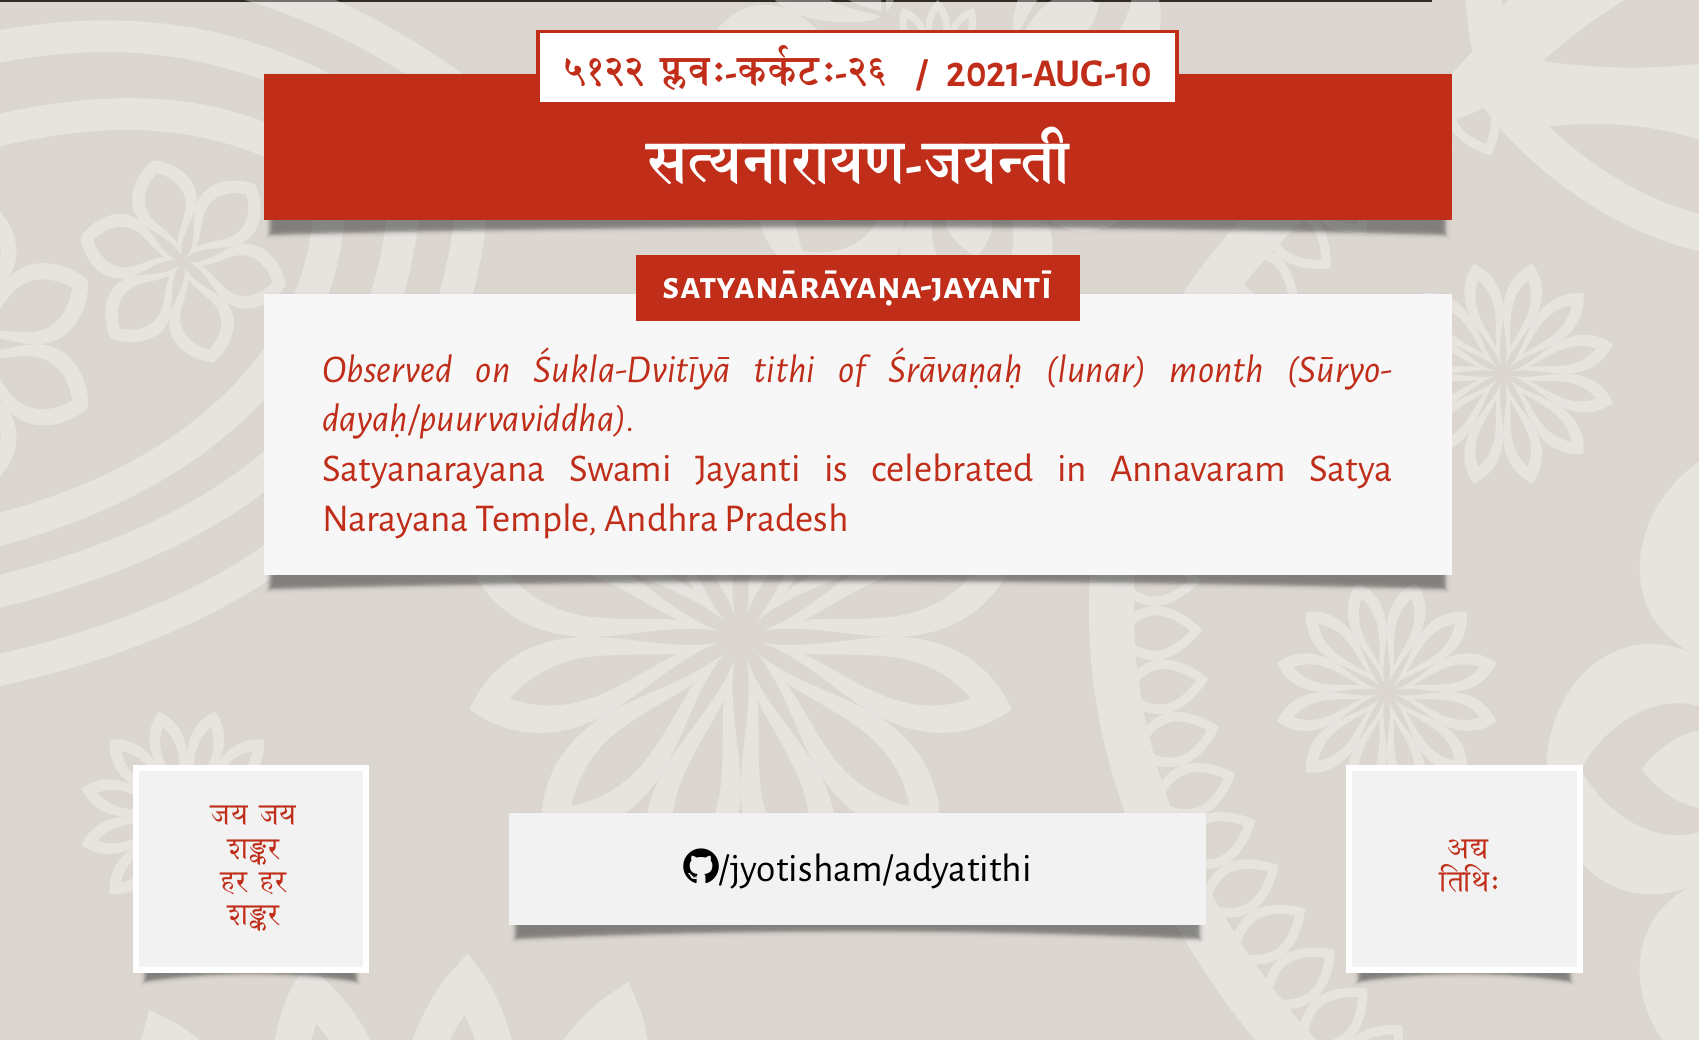 ५१२२ प्लवः-कर्कटः-२६ / 2021-AUG-10
सत्यनारायण-जयन्ती
SATYANĀRĀYAṆA-JAYANTĪ
Observed on Śukla-Dvitīyā tithi of Śrāvaṇaḥ (lunar) month (Sūryo-
dayaḥ/puurvaviddha).
Satyanarayana Swami Jayanti is celebrated in Annavaram Satya
Narayana Temple, Andhra Pradesh
जय जय
शङ्कर
हर हर
शङ्कर
/jyotisham/adyatithi
अद्य
तिथिः